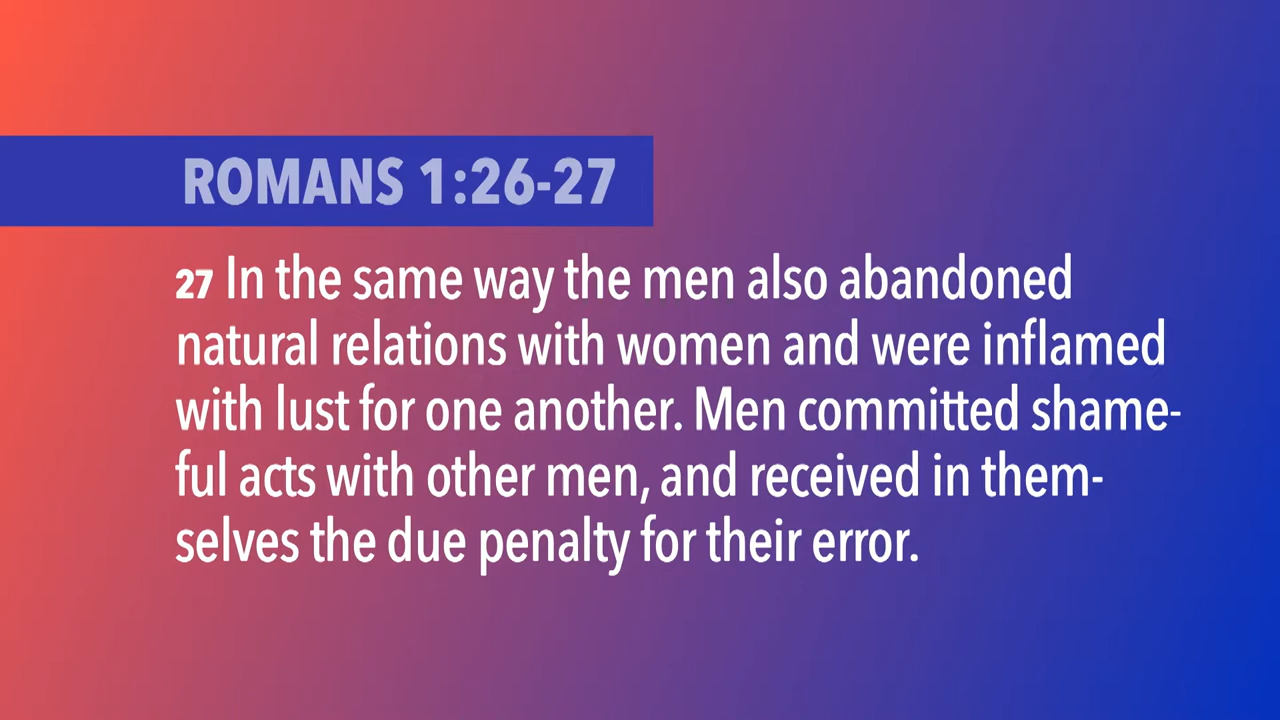 ROMANS 1:26-27
27 In the same way the men also abandoned
natural relations with women and were inflamed
with lust for one another. Men committed shame-
ful acts with other men, and received in them-
selves the due penalty for their error.